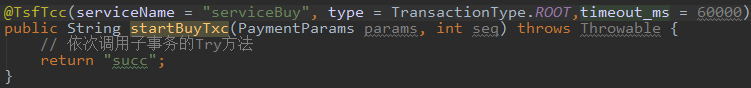 @TsfTcc(serviceName = "serviceBuy", type = TransactionType.ROOT,timeout_ms = 60000)
public String startBuyTxc(PaymentParams params, int seq) throws Throwable {
// 依次调用子事务的Try方法
return "succ";
}